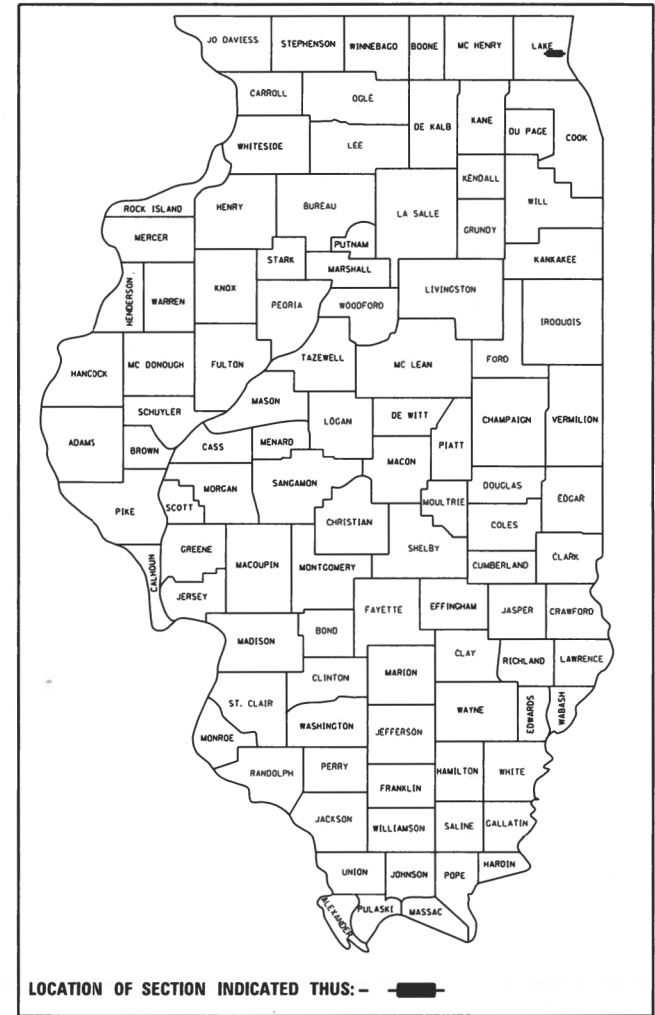 JO DAVIESS
STEPHENSON
WINNEBAGO
BOONE
MC HENRY
LAKE
CARROLL
OGLE
DE KALB
KANE
DU PAGE
COOK
WHITESIDE
LEE
KENDALL
ROCK ISLAND
HENRY
BUREAU
LA SALLE
GRUNDY
WILL
MERCER
PUTNAM
STARK
MARSHALL
KANKAKEE
HENDERSON
WARREN
KNOX
PEORIA
WOODFORD
LIVINGSTON
IROQUOIS
HANCOCK
MC DONOUGH
FULTON
TAZEWELL
MC LEAN
FORD
SCHUYLER
MASON
LOGAN
DE WITT
CHAMPAIGN
VERMILION
ADAMS
BROWN
CASS
MENARD
PIATT
MACON
PIKE
SCOTT
MORGAN
SANGAMON
CHRISTIAN
MOULTRIE
DOUGLAS
EDGAR
COLES
CALHOUN
GREENE
MACOUPIN
MONTGOMERY
SHELBY
CUMBERLAND
CLARK
JERSEY
FAYETTE
EFFINGHAM
JASPER
CRAWFORD
MADISON
BOND
CLAY
RICHLAND
LAWRENCE
CLINTON
MARION
ST. CLAIR
WAYNE
EDWARDS
WABASH
MONROE
WASHINGTON
JEFFERSON
RANDOLPH
PERRY
FRANKLIN
HAMILTON
WHITE
JACKSON
WILLIAMSON
SALINE
GALLATIN
UNION
JOHNSON
POPE
HARDIN
ALEXANDER
PULASKI
MASSAC
LOCATION OF SECTION INDICATED THUS: -